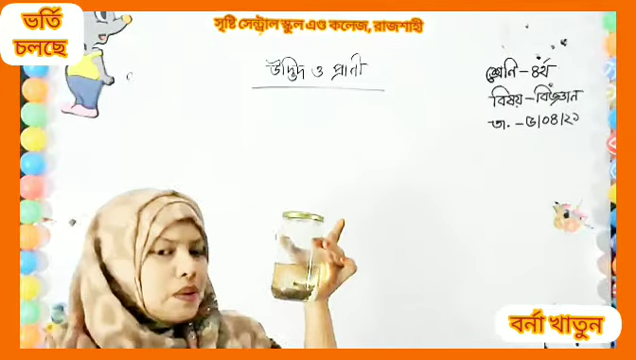 ভর্তি
চলছে
সৃষ্টি সেন্ট্রাল স্কুল এণ্ড কলেজ, রাজশাহী
উদ্ভিদ ও প্রাণী
শ্রেণি - ৪র্থ
বিষয় - বিজ্ঞান
তা. - ৬/০৪/২১
বর্না খাতুন